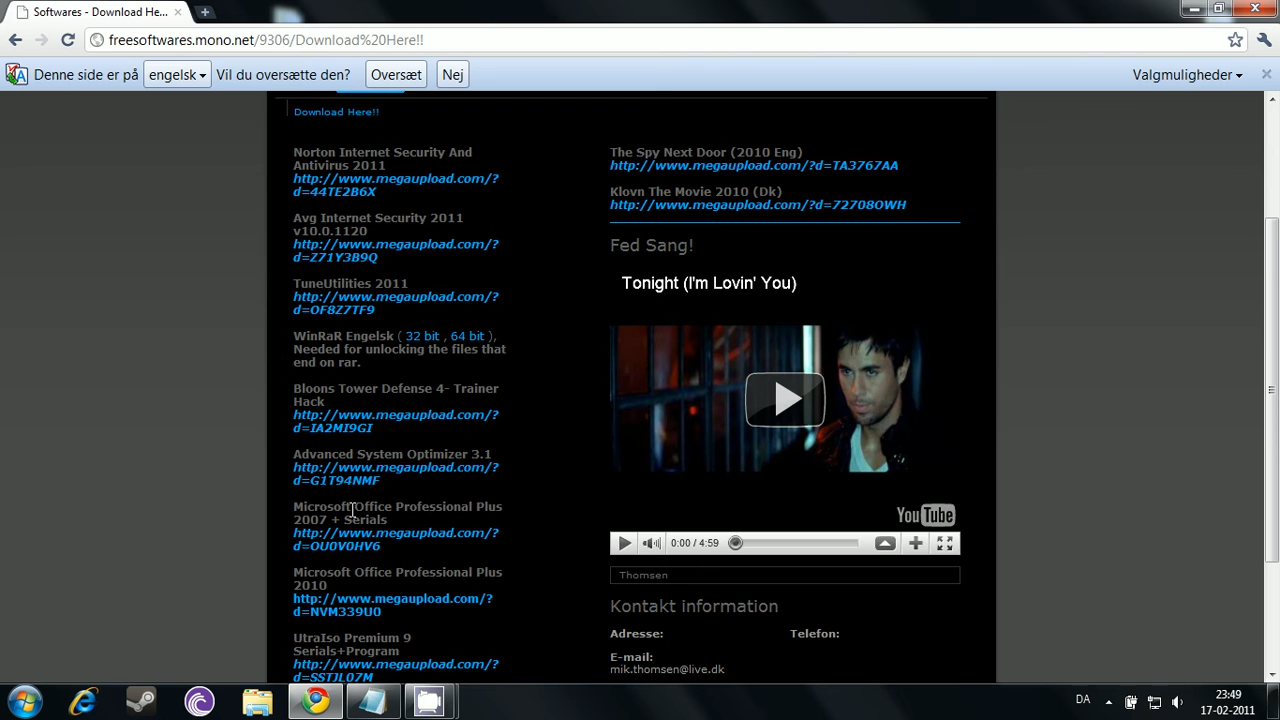 Softwares - Download He...
freesoftwares.mono.net/9306/Download%20Here!!
Denne side er på engelsk Vil du oversætte den? Oversæt Nej Valgmuligheder
Download Here!!
Norton Internet Security And
Antivirus 2011
http://www.megaupload.com/?
d=44TE2B6X
Avg Internet Security 2011
v10.0.1120
http://www.megaupload.com/?
d=Z71Y3B9Q
TuneUtilities 2011
http://www.megaupload.com/?
d=OF8Z7TF9
WinRaR Engelsk ( 32 bit , 64 bit ),
Needed for unlocking the files that
end on rar.
Bloons Tower Defense 4- Trainer
Hack
http://www.megaupload.com/?
d=IA2MI9GI
Advanced System Optimizer 3.1
http://www.megaupload.com/?
d=G1T94NMF
Microsoft Office Professional Plus
2007 + Serials
http://www.megaupload.com/?
d=OU0V0HV6
Microsoft Office Professional Plus
2010
http://www.megaupload.com/?
d=NVM339U0
UtraIso Premium 9
Serials+Program
http://www.megaupload.com/?
d=SSTJL07M
The Spy Next Door (2010 Eng)
http://www.megaupload.com/?d=TA3767AA
Klovn The Movie 2010 (Dk)
http://www.megaupload.com/?d=72708OWH
Fed Sang!
Tonight (I'm Lovin' You)
YouTube
0:00 / 4:59
Thomsen
Kontakt information
Adresse: Telefon:
E-mail:
mik.thomsen@live.dk
DA
23:49
17-02-2011